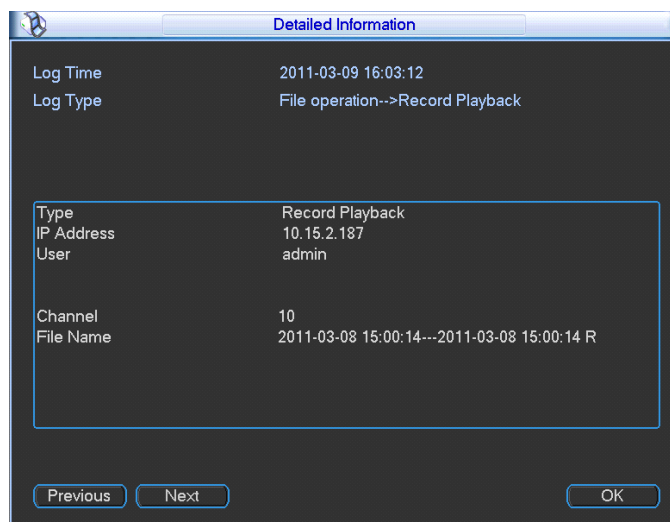 Detailed Information
Log Time 2011-03-09 16:03:12
Log Type File operation-->Record Playback
Type Record Playback
IP Address 10.15.2.187
User admin
Channel 10
File Name 2011-03-08 15:00:14---2011-03-08 15:00:14 R
Previous Next OK